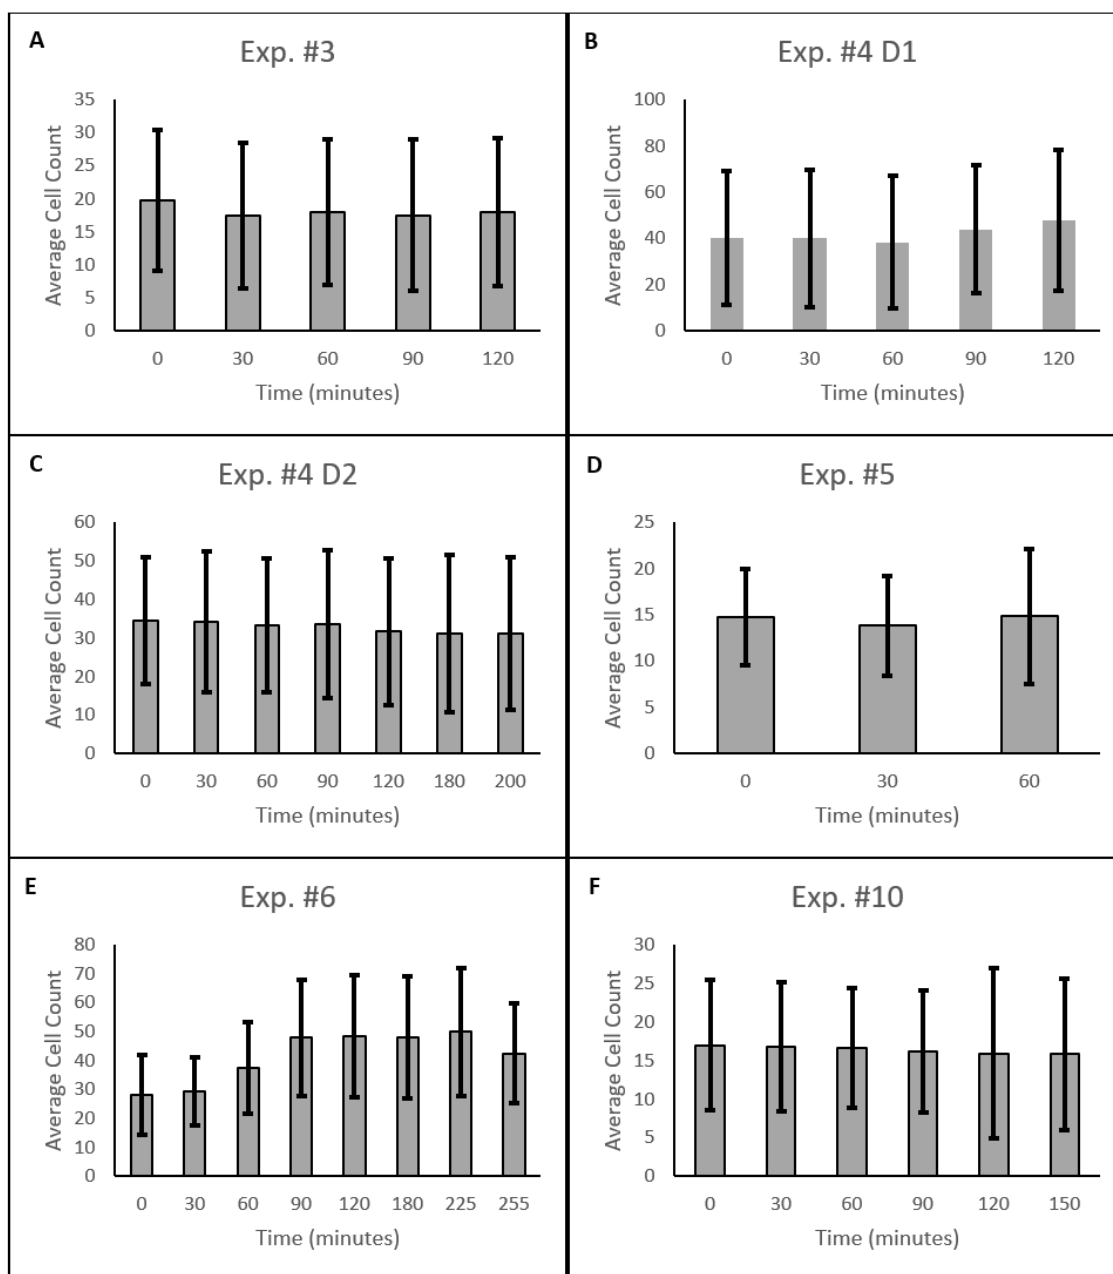 A
Exp. #3
Average Cell Count
35
30
25
20
15
10
5
0
0 30 60 90 120
Time (minutes)
B
Exp. #4 D1
Average Cell Count
100
80
60
40
20
0
0 30 60 90 120
Time (minutes)
C
Exp. #4 D2
Average Cell Count
60
50
40
30
20
10
0
0 30 60 90 120 180 200
Time (minutes)
D
Exp. #5
Average Cell Count
25
20
15
10
5
0
0 30 60
Time (minutes)
E
Exp. #6
Average Cell Count
80
70
60
50
40
30
20
10
0
0 30 60 90 120 180 225 255
Time (minutes)
F
Exp. #10
Average Cell Count
30
25
20
15
10
5
0
0 30 60 90 120 150
Time (minutes)